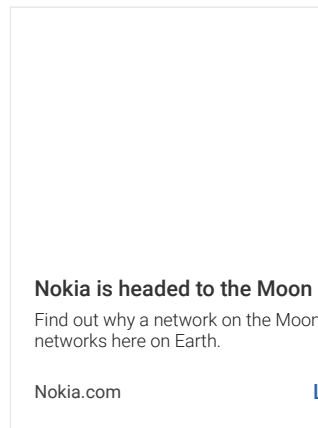 Nokia is headed to the Moon
Find out why a network on the Moon
networks here on Earth.
Nokia.com